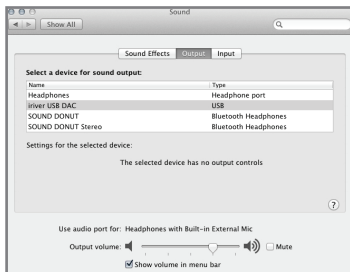 Sound
Show All
Sound Effects Output Input
Select a device for sound output:
Name Type
Headphones Headphone port
iriver USB DAC USB
SOUND DONUT Bluetooth Headphones
SOUND DONUT Stereo Bluetooth Headphones
Settings for the selected device:
The selected device has no output controls
?
Use audio port for: Headphones with Built-in External Mic
Output volume: Mute
Show volume in menu bar